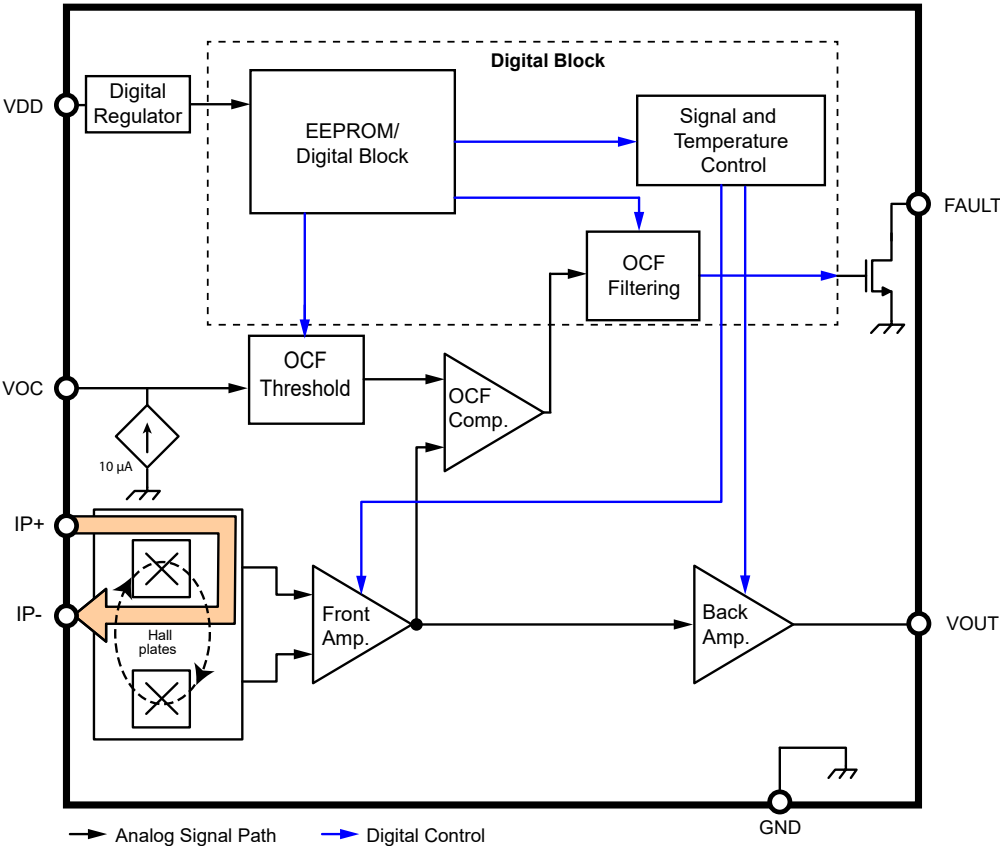 Digital Block
VDD
Digital
Regulator
EEPROM/
Digital Block
Signal and
Temperature
Control
FAULT
OCF
Filtering
VOC
OCF
Threshold
OCF
Comp.
10 µA
IP+
IP-
Hall
plates
Front
Amp.
Back
Amp.
VOUT
GND
Analog Signal Path
Digital Control